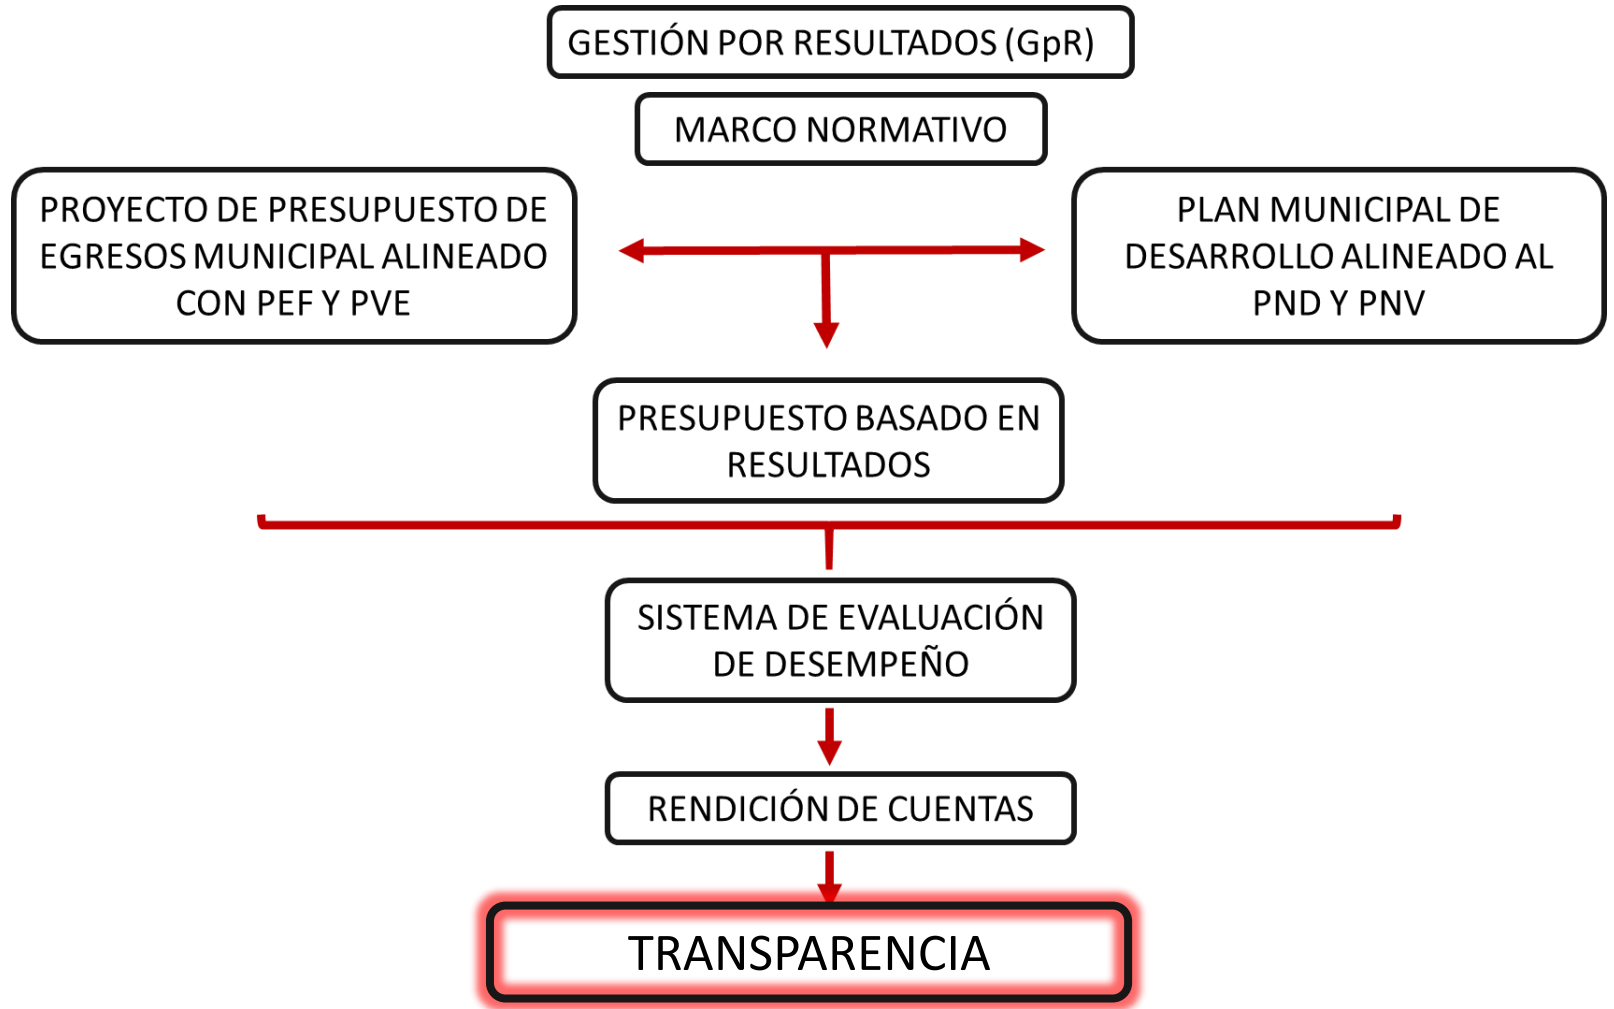 GESTIÓN POR RESULTADOS (GpR)
MARCO NORMATIVO
PROYECTO DE PRESUPUESTO DE
EGRESOS MUNICIPAL ALINEADO
CON PEF Y PVE
PLAN MUNICIPAL DE
DESARROLLO ALINEADO AL
PND Y PNV
PRESUPUESTO BASADO EN
RESULTADOS
SISTEMA DE EVALUACIÓN
DE DESEMPEÑO
RENDICIÓN DE CUENTAS
TRANSPARENCIA